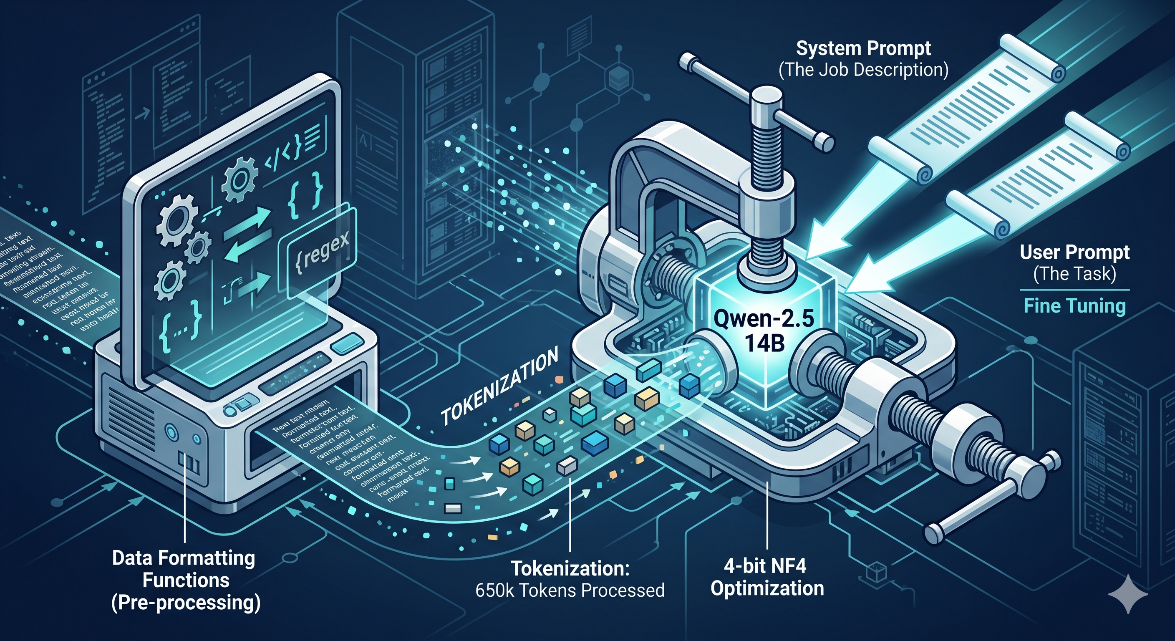 System Prompt
(The Job Description)
</>
{ }
{regex
{...}
User Prompt
(The Task)
Fine Tuning
Qwen-2.5
14B
TOKENIZATION
Data Formatting
Functions
(Pre-processing)
Tokenization:
650k Tokens Processed
4-bit NF4
Optimization